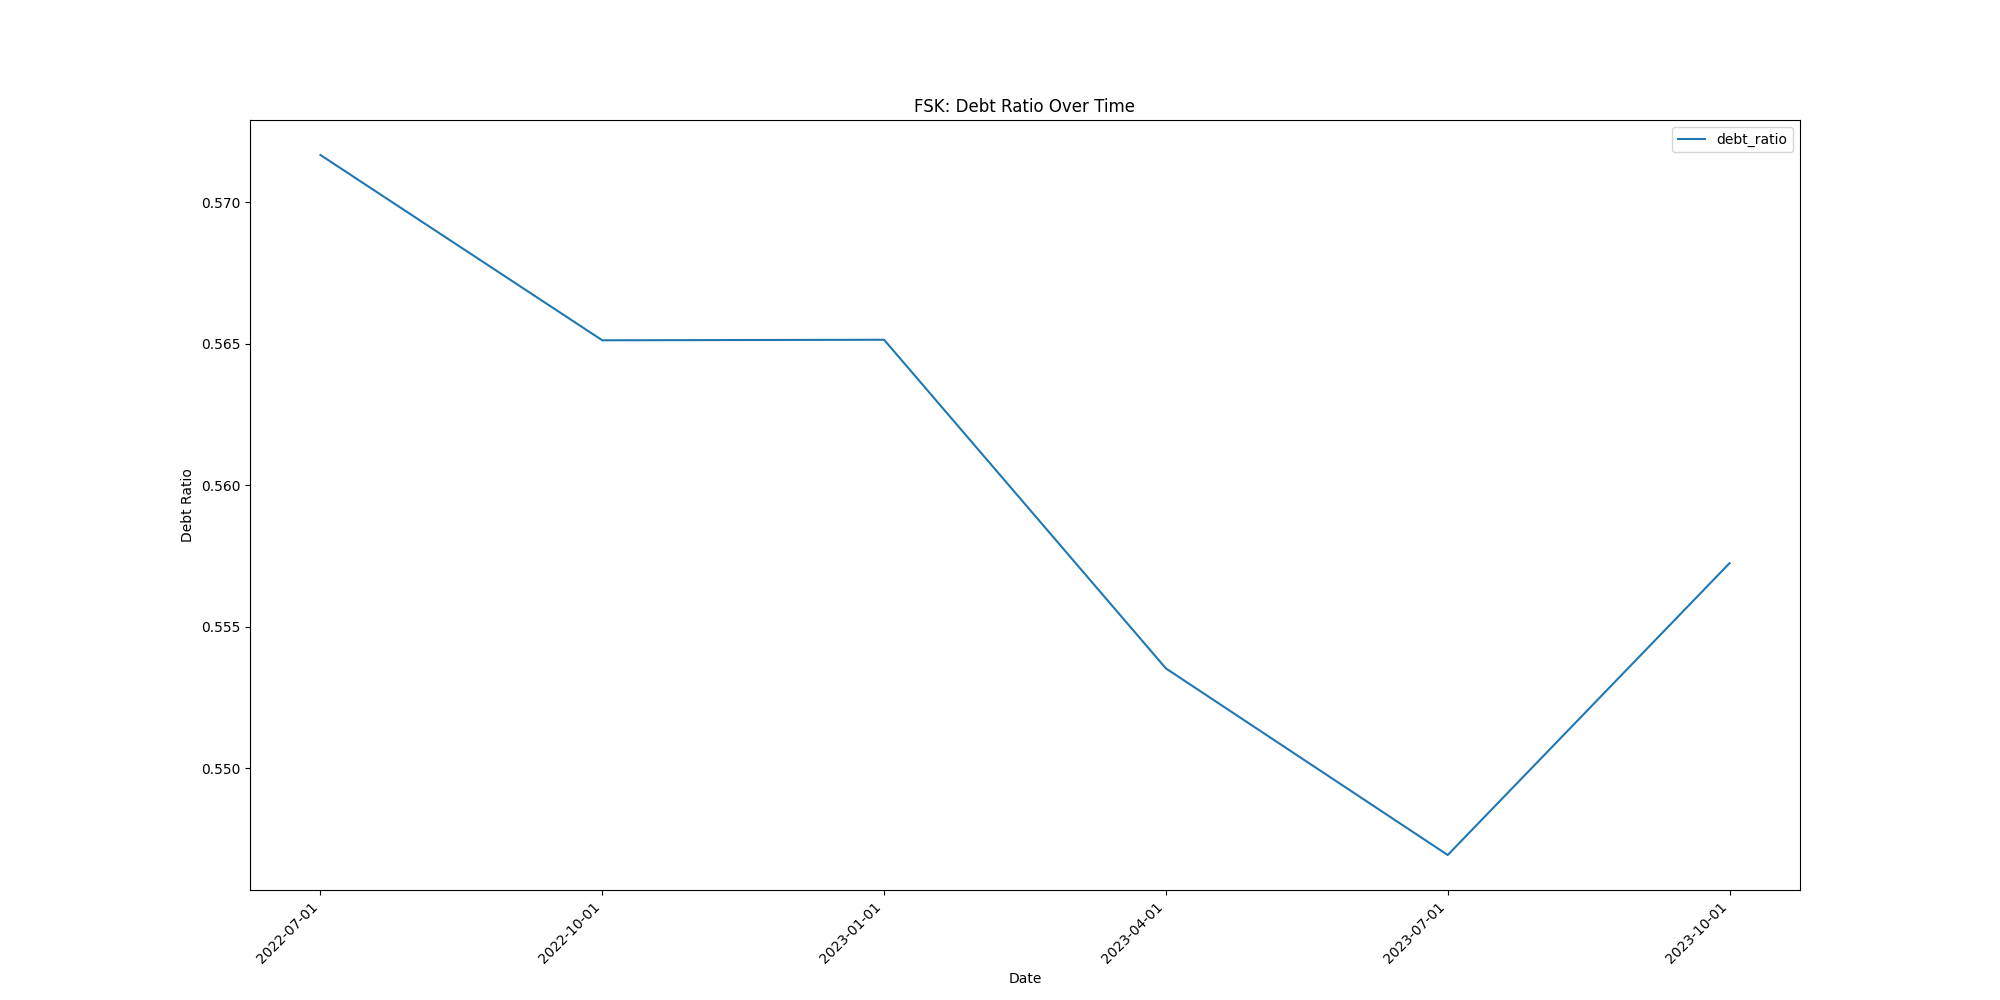 FSK: Debt Ratio Over Time
debt_ratio
0.570
0.565
0.560
0.555
0.550
Debt Ratio
2022-07-01
2022-10-01
2023-01-01
2023-04-01
2023-07-01
2023-10-01
Date